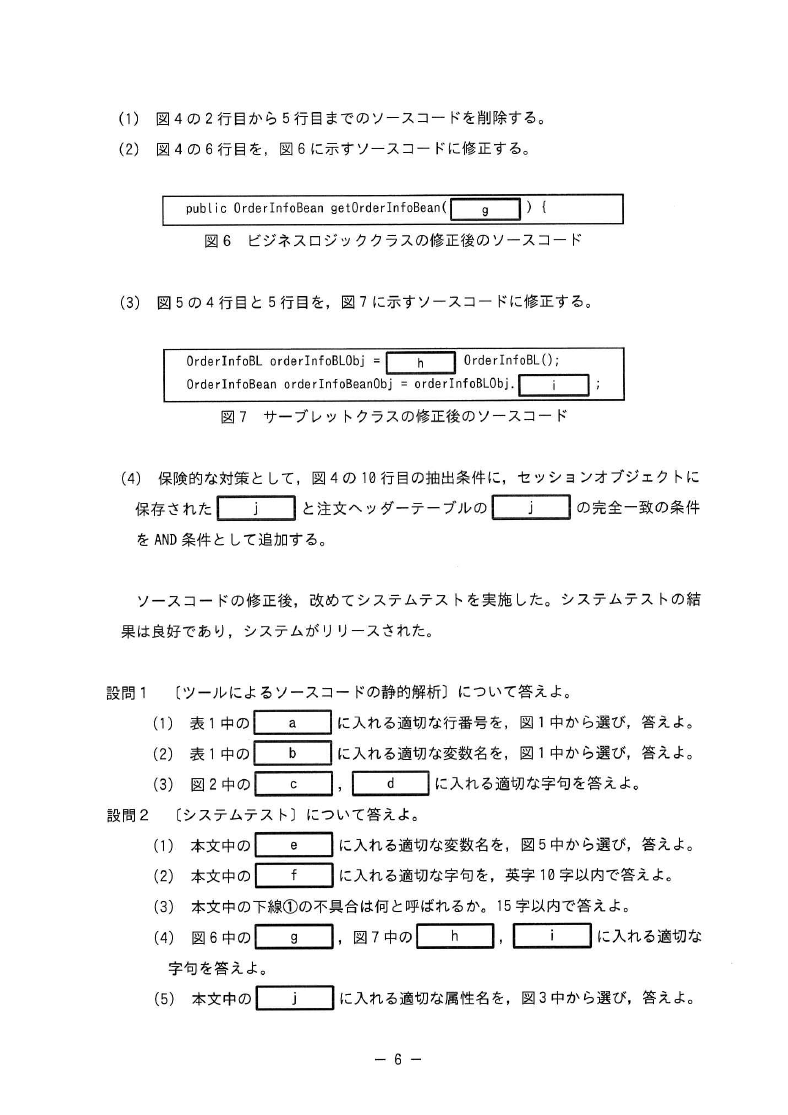 (1) 図4の2行目から5行目までのソースコードを削除する。
(2) 図4の6行目を，図6に示すソースコードに修正する。
public OrderInfoBean getOrderInfoBean( g ) {
図6 ビジネスロジッククラスの修正後のソースコード
(3) 図5の4行目と5行目を，図7に示すソースコードに修正する。
OrderInfoBL orderInfoBLObj = h OrderInfoBL();
OrderInfoBean orderInfoBeanObj = orderInfoBLObj. i ;
図7 サーブレットクラスの修正後のソースコード
(4) 保険的な対策として，図4の10行目の抽出条件に，セッションオブジェクトに
保存された j と注文ヘッダーテーブルの j の完全一致の条件
をAND条件として追加する。
ソースコードの修正後，改めてシステムテストを実施した。システムテストの結
果は良好であり，システムがリリースされた。
設問1 〔ツールによるソースコードの静的解析〕について答えよ。
(1) 表1中の a に入れる適切な行番号を，図1中から選び，答えよ。
(2) 表1中の b に入れる適切な変数名を，図1中から選び，答えよ。
(3) 図2中の c ， d に入れる適切な字句を答えよ。
設問2 〔システムテスト〕について答えよ。
(1) 本文中の e に入れる適切な変数名を，図5中から選び，答えよ。
(2) 本文中の f に入れる適切な字句を，英字10字以内で答えよ。
(3) 本文中の下線①の不具合は何と呼ばれるか。15字以内で答えよ。
(4) 図6中の g ，図7中の h ， i に入れる適切な
字句を答えよ。
(5) 本文中の j に入れる適切な属性名を，図3中から選び，答えよ。
― 6 ―